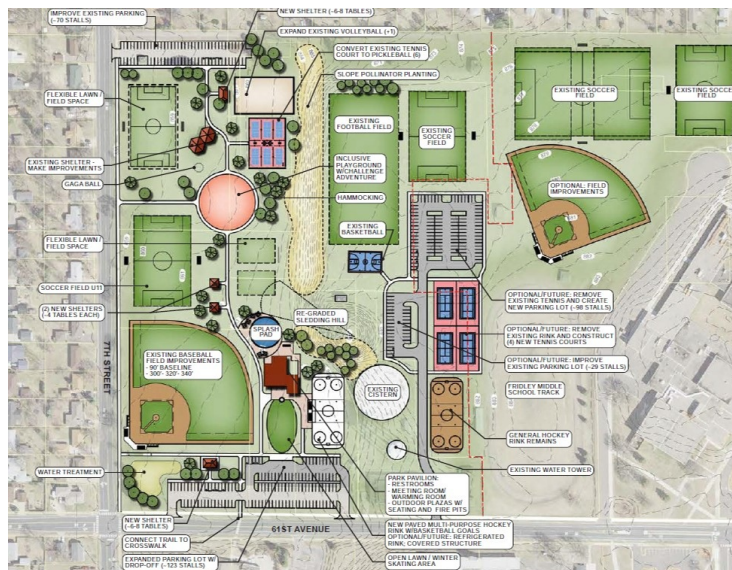 IMPROVE EXISTING PARKING
(~70 STALLS)
NEW SHELTER (~6-8 TABLES)
EXPAND EXISTING VOLLEYBALL (+1)
CONVERT EXISTING TENNIS
COURT TO PICKLEBALL (6)
SLOPE POLLINATOR PLANTING
FLEXIBLE LAWN /
FIELD SPACE
EXISTING SOCCER
FIELD
EXISTING SOCCER
FIELD
EXISTING
FOOTBALL FIELD
EXISTING
SOCCER
FIELD
EXISTING SHELTER -
MAKE IMPROVEMENTS
INCLUSIVE
PLAYGROUND
W/CHALLENGE
ADVENTURE
GAGA BALL
OPTIONAL: FIELD
IMPROVEMENTS
HAMMOCKING
EXISTING
BASKETBALL
FLEXIBLE LAWN /
FIELD SPACE
SOCCER FIELD U11
(2) NEW SHELTERS
(~4 TABLES EACH)
OPTIONAL/FUTURE: REMOVE
EXISTING TENNIS AND CREATE
NEW PARKING LOT (~98 STALLS)
RE-GRADED
SLEDDING HILL
SPLASH
PAD
OPTIONAL/FUTURE: REMOVE
EXISTING RINK AND CONSTRUCT
(4) NEW TENNIS COURTS
7TH STREET
EXISTING BASEBALL
FIELD IMPROVEMENTS
- 90' BASELINE
- 300'- 320'- 340'
OPTIONAL/FUTURE: IMPROVE
EXISTING PARKING LOT (~29 STALLS)
EXISTING
CISTERN
FRIDLEY MIDDLE
SCHOOL TRACK
GENERAL HOCKEY
RINK REMAINS
WATER TREATMENT
EXISTING WATER TOWER
PARK PAVILION:
- RESTROOMS
- MEETING ROOM/
WARMING ROOM
- OUTDOOR PLAZAS W/
SEATING AND FIRE PITS
NEW SHELTER
(~6-8 TABLES)
61ST AVENUE
NEW PAVED MULTI-PURPOSE HOCKEY
RINK W/BASKETBALL GOALS
OPTIONAL/FUTURE: REFRIGERATED
RINK; COVERED STRUCTURE
CONNECT TRAIL TO
CROSSWALK
EXPANDED PARKING LOT W/
DROP-OFF (~123 STALLS)
OPEN LAWN / WINTER
SKATING AREA